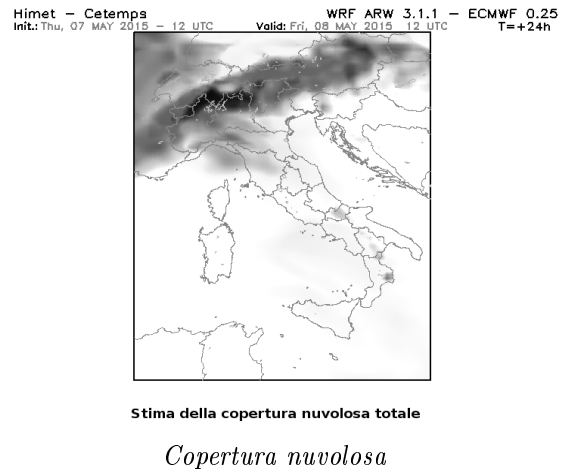 Himet – Cetemps WRF ARW 3.1.1 – ECMWF 0.25
Init.: Thu, 07 MAY 2015 – 12 UTC Valid: Fri, 08 MAY 2015 12 UTC T=+24h
Stima della copertura nuvolosa totale
Copertura nuvolosa